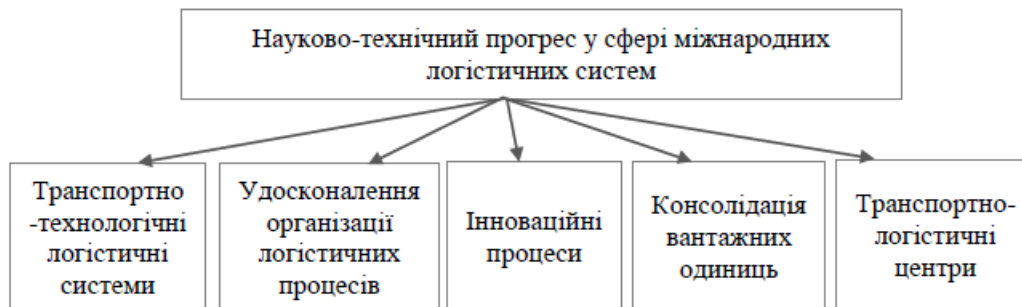 Науково-технічний прогрес у сфері міжнародних
логістичних систем
Транспортно
-технологічні
логістичні
системи
Удосконалення
організації
логістичних
процесів
Інноваційні
процеси
Консолідація
вантажних
одиниць
Транспортно-
логістичні
центри